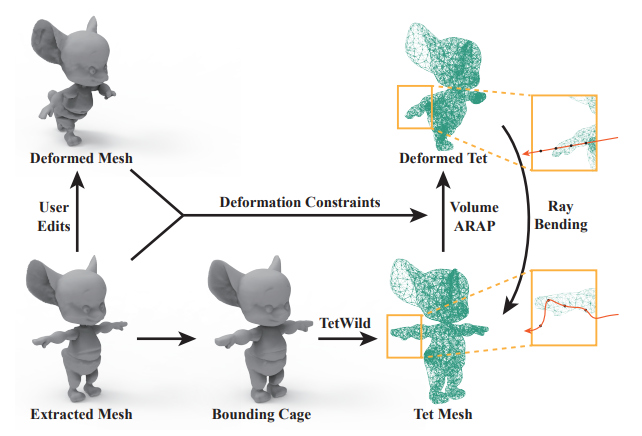 Deformed Mesh
Deformed Tet
User
Edits
Deformation Constraints
Volume
ARAP
Ray
Bending
TetWild
Extracted Mesh
Bounding Cage
Tet Mesh